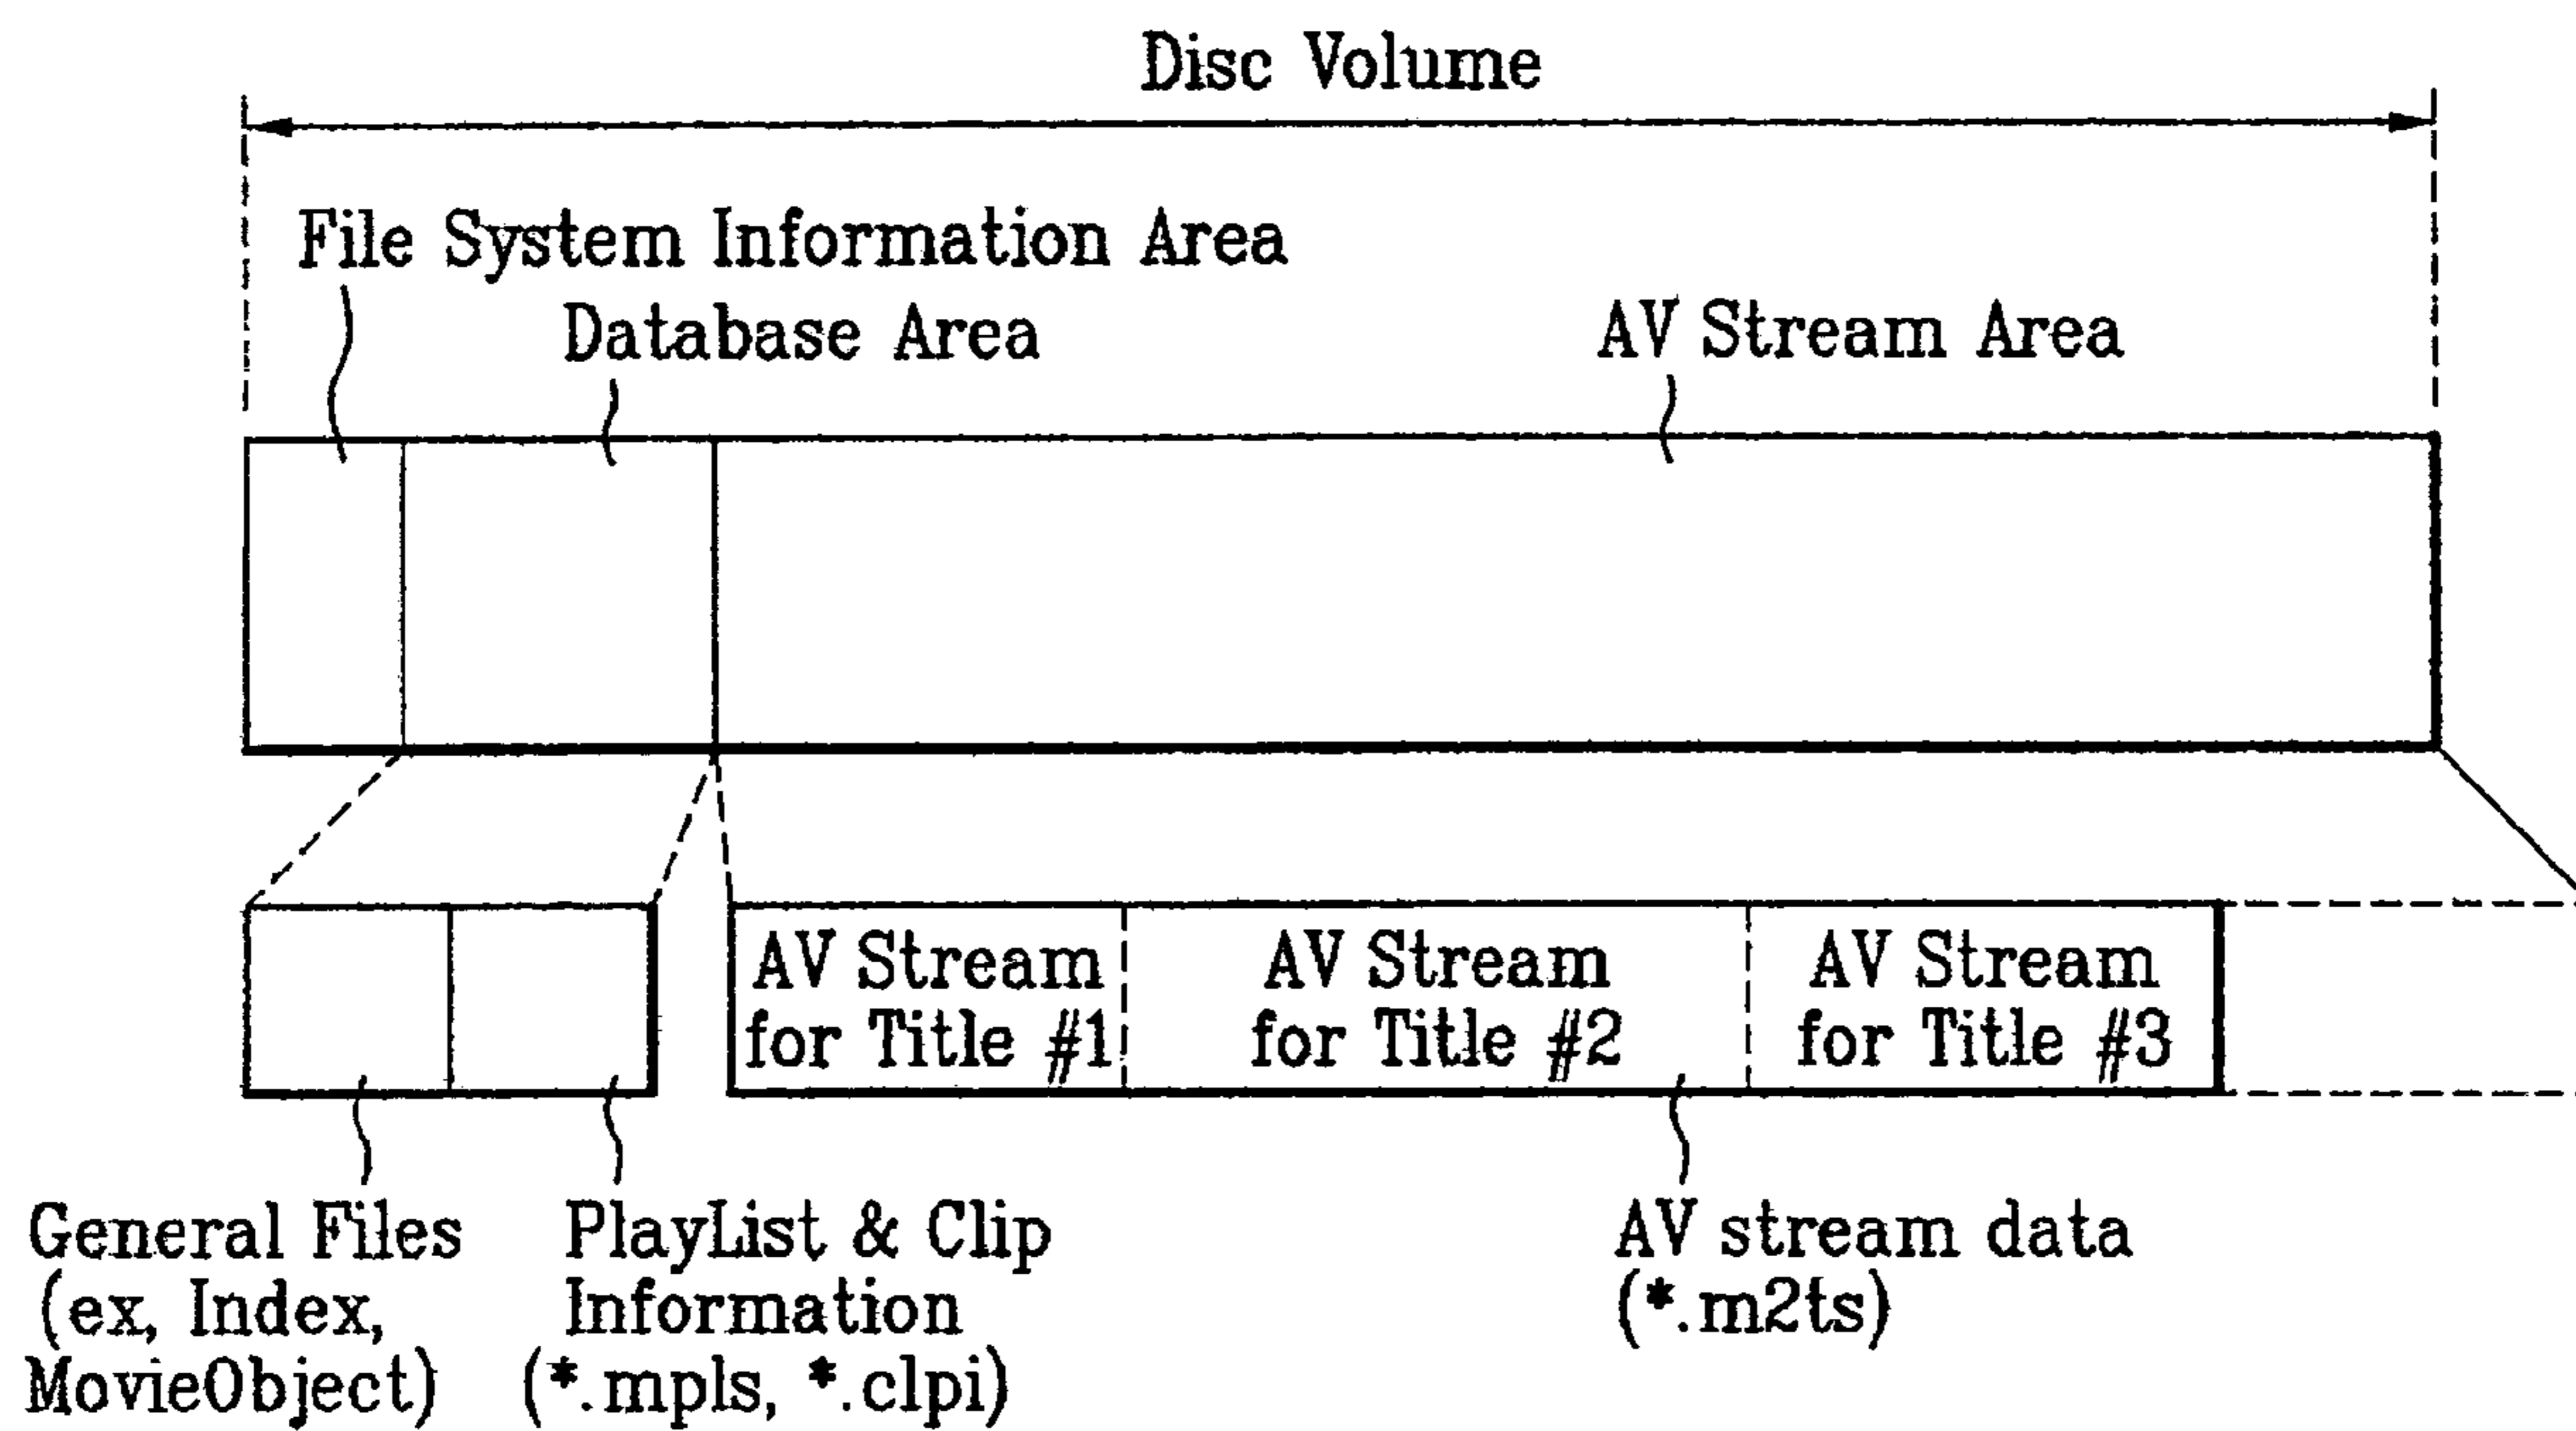 Disc Volume
File System Information Area
Database Area
AV Stream Area
AV Stream
for Title #1
AV Stream
for Title #2
AV Stream
for Title #3
General Files
(ex, Index,
MovieObject)
PlayList & Clip
Information
(*.mpls, *.clpi)
AV stream data
(*.m2ts)